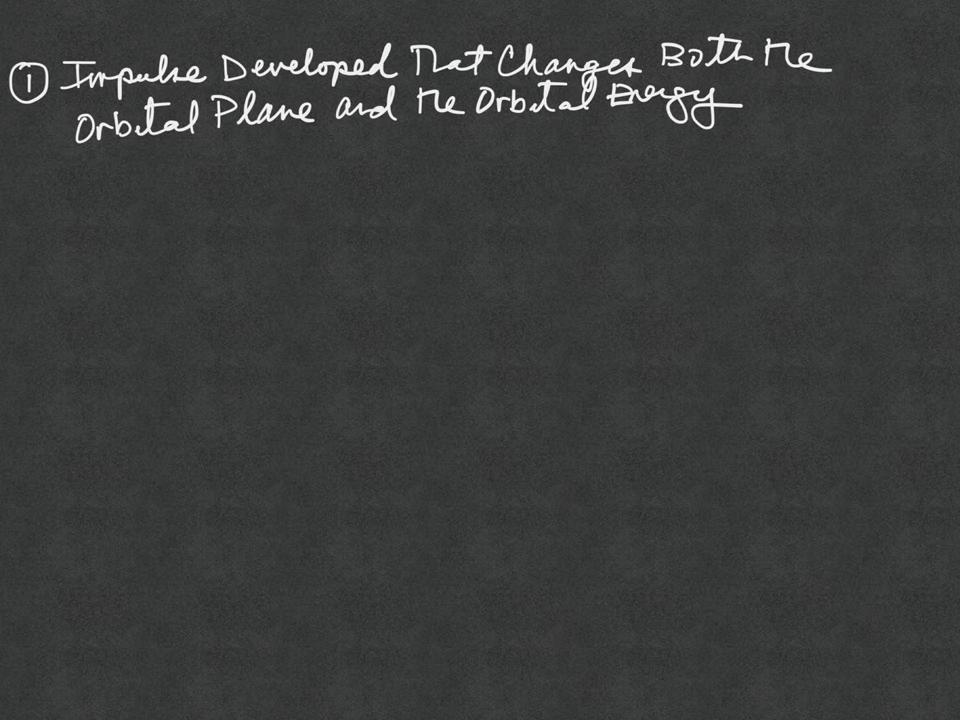 ① Impulse Developed That Changes Both the
Orbital Plane and the Orbital Energy